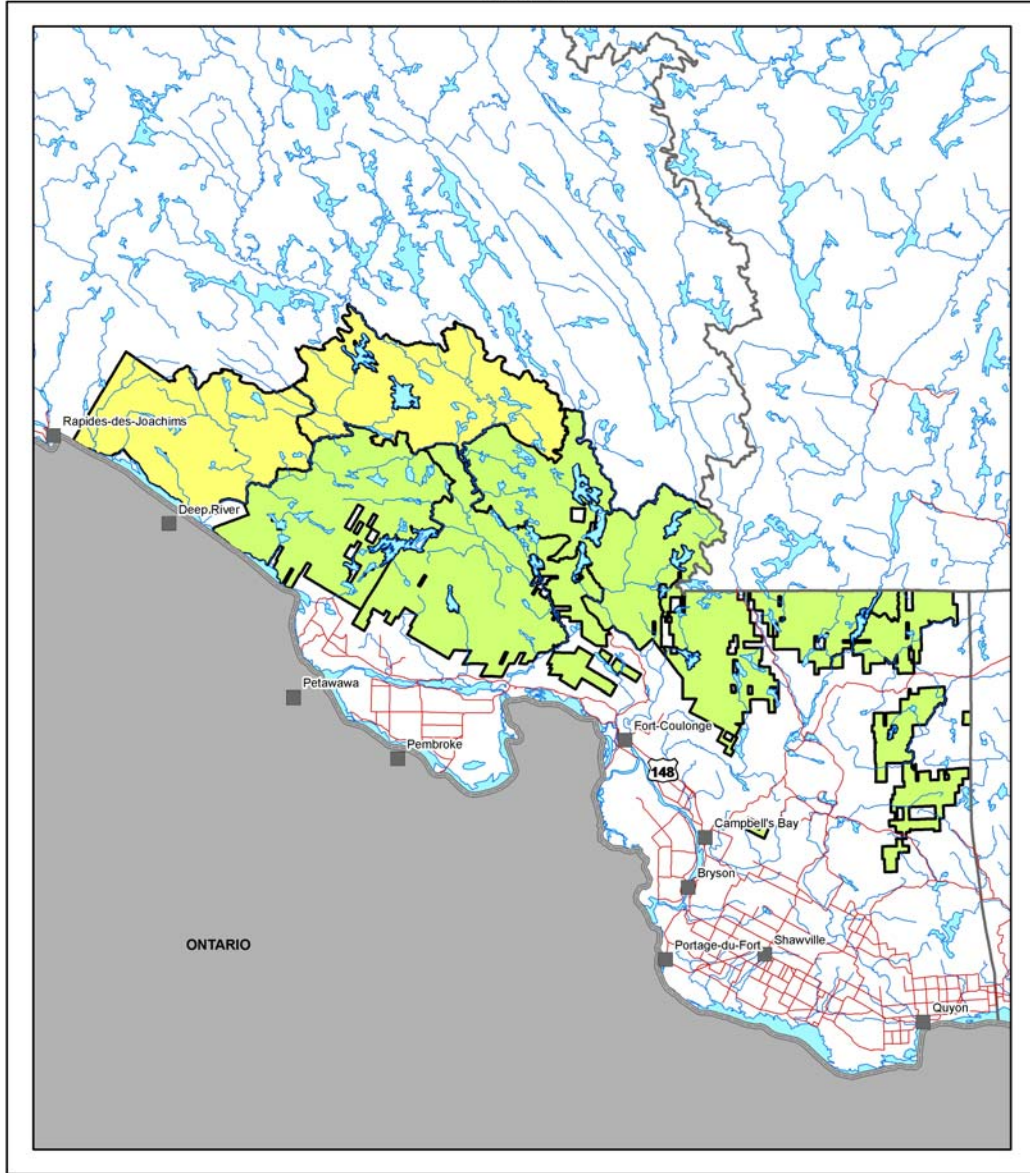 Rapides-des-Joachims
Deep River
Petawawa
Pembroke
Fort-Coulonge
148
Campbell's Bay
Bryson
ONTARIO
Portage-du-Fort
Shawville
Quyon